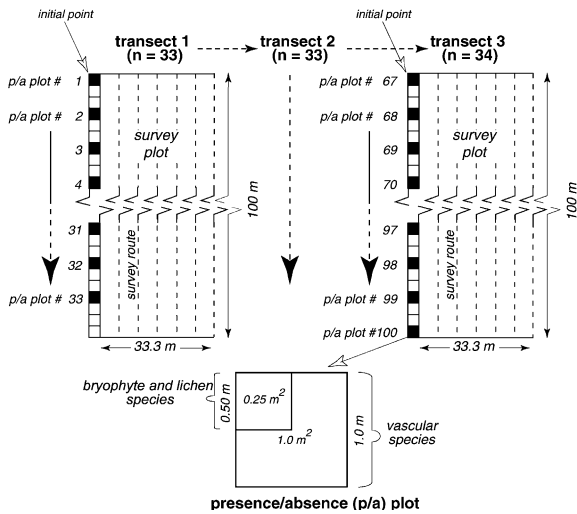 initial point
initial point
transect 1
(n = 33)
transect 2
(n = 33)
transect 3
(n = 34)
p/a plot # 1
p/a plot # 2
3
4
31
32
p/a plot # 33
survey
plot
survey route
100 m
33.3 m
p/a plot # 67
p/a plot # 68
69
70
97
98
p/a plot # 99
p/a plot #100
survey
plot
survey route
100 m
33.3 m
bryophyte and lichen
species
0.50 m
0.25 m²
1.0 m²
1.0 m
vascular
species
presence/absence (p/a) plot